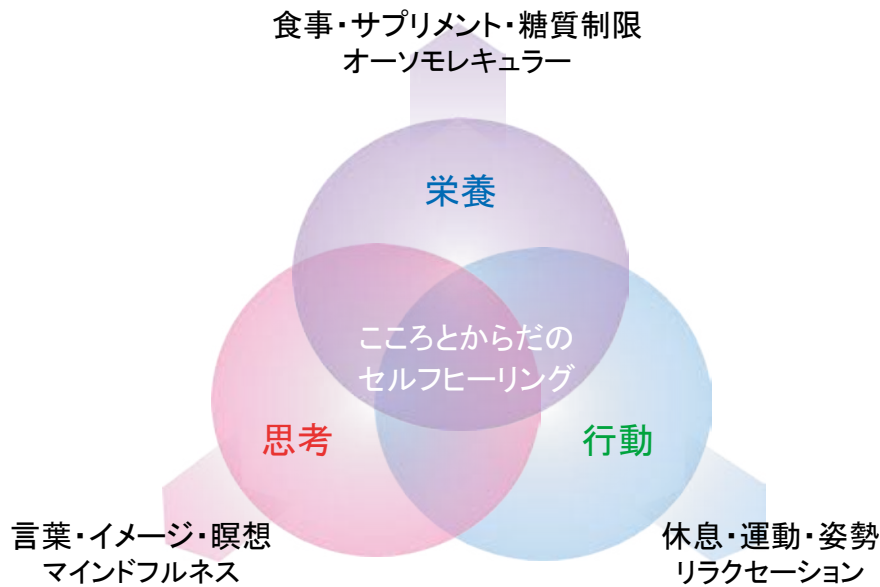 食事・サプリメント・糖質制限
オーソモレキュラー
栄養
こころとからだの
セルフヒーリング
思考
行動
言葉・イメージ・瞑想
マインドフルネス
休息・運動・姿勢
リラクセーション